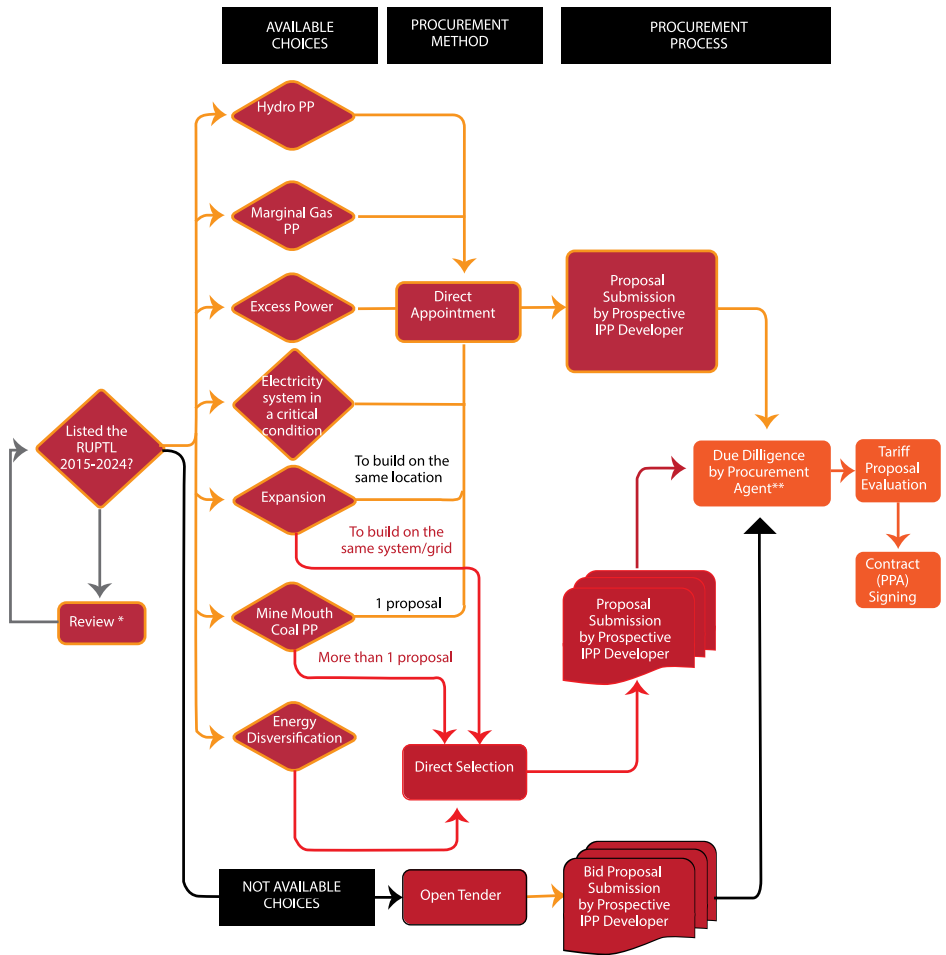 AVAILABLE
CHOICES
PROCUREMENT
METHOD
PROCUREMENT
PROCESS
Hydro PP
Marginal Gas
PP
Excess Power
Direct
Appointment
Proposal
Submission
by Prospective
IPP Developer
Electricity
system in
a critical
condition
Listed the
RUPTL
2015-2024?
To build on the
same location
Expansion
To build on the
same system/grid
Due Dilligence
by Procurement
Agent**
Tariff
Proposal
Evaluation
Contract
(PPA)
Signing
Review *
Mine Mouth
Coal PP
1 proposal
More than 1 proposal
Proposal
Submission
by Prospective
IPP Developer
Energy
Disversification
Direct Selection
NOT AVAILABLE
CHOICES
Open Tender
Bid Proposal
Submission
by Prospective
IPP Developer